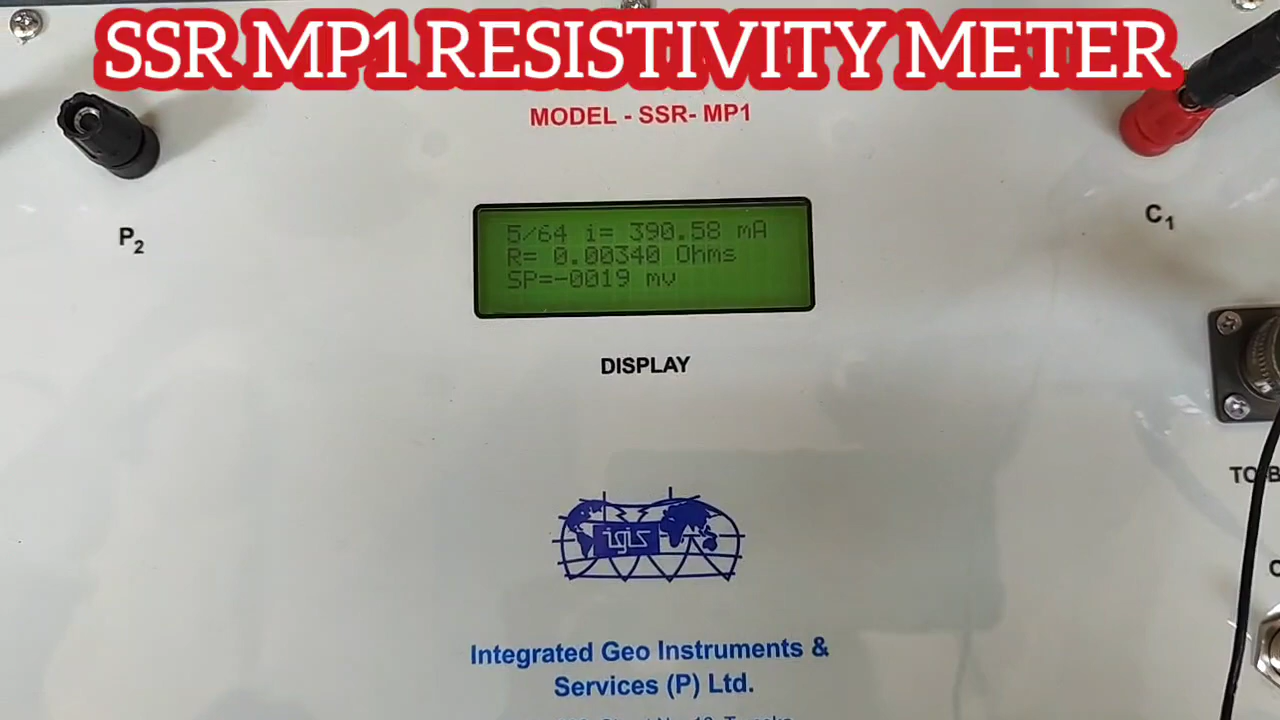 SSR MP1 RESISTIVITY METER
MODEL - SSR- MP1
P2
C1
5/64 i= 390.58 mA
R= 0.00340 Ohms
SP=-0019 mv
DISPLAY
TO B
igis
Integrated Geo Instruments &
Services (P) Ltd.